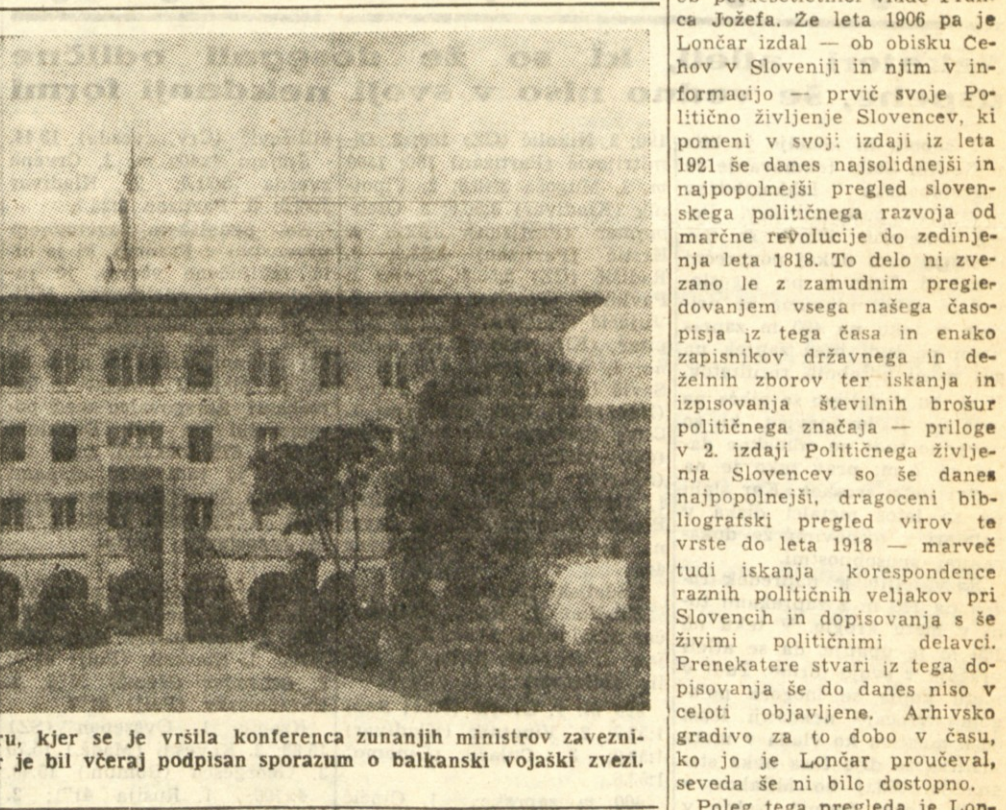 ru, kjer se je vršila konferenca zunanjih ministrov zavezni-
r je bil včeraj podpisan sporazum o balkanski vojaški zvezi.
ca Jožefa. Že leta 1906 pa je
Lončar izdal — ob obisku Če-
hov v Sloveniji in njim v in-
formacijo — prvič svoje Po-
litično življenje Slovencev, ki
pomeni v svoji izdaji iz leta
1921 še danes najsolidnejši in
najpopolnejši pregled sloven-
skega političnega razvoja od
marčne revolucije do zedinje-
nja leta 1818. To delo ni zve-
zano le z zamudnim pregle-
dovanjem vsega našega časo-
pisja iz tega časa in enako
zapisnikov državnega in de-
želnih zborov ter iskanja in
izpisovanja številnih brošur
političnega značaja — priloge
v 2. izdaji Političnega življe-
nja Slovencev so še danes
najpopolnejši, dragoceni bib-
liografski pregled virov te
vrste do leta 1918 — marveč
tudi iskanja korespondence
raznih političnih veljakov pri
Slovencih in dopisovanja s še
živimi političnimi delavci.
Prenekatere stvari iz tega do-
pisovanja še do danes niso v
celoti objavljene. Arhivsko
gradivo za to dobo v času,
ko jo je Lončar proučeval,
seveda še ni bilc dostopno.
Poleg tega pregleda je Lon-